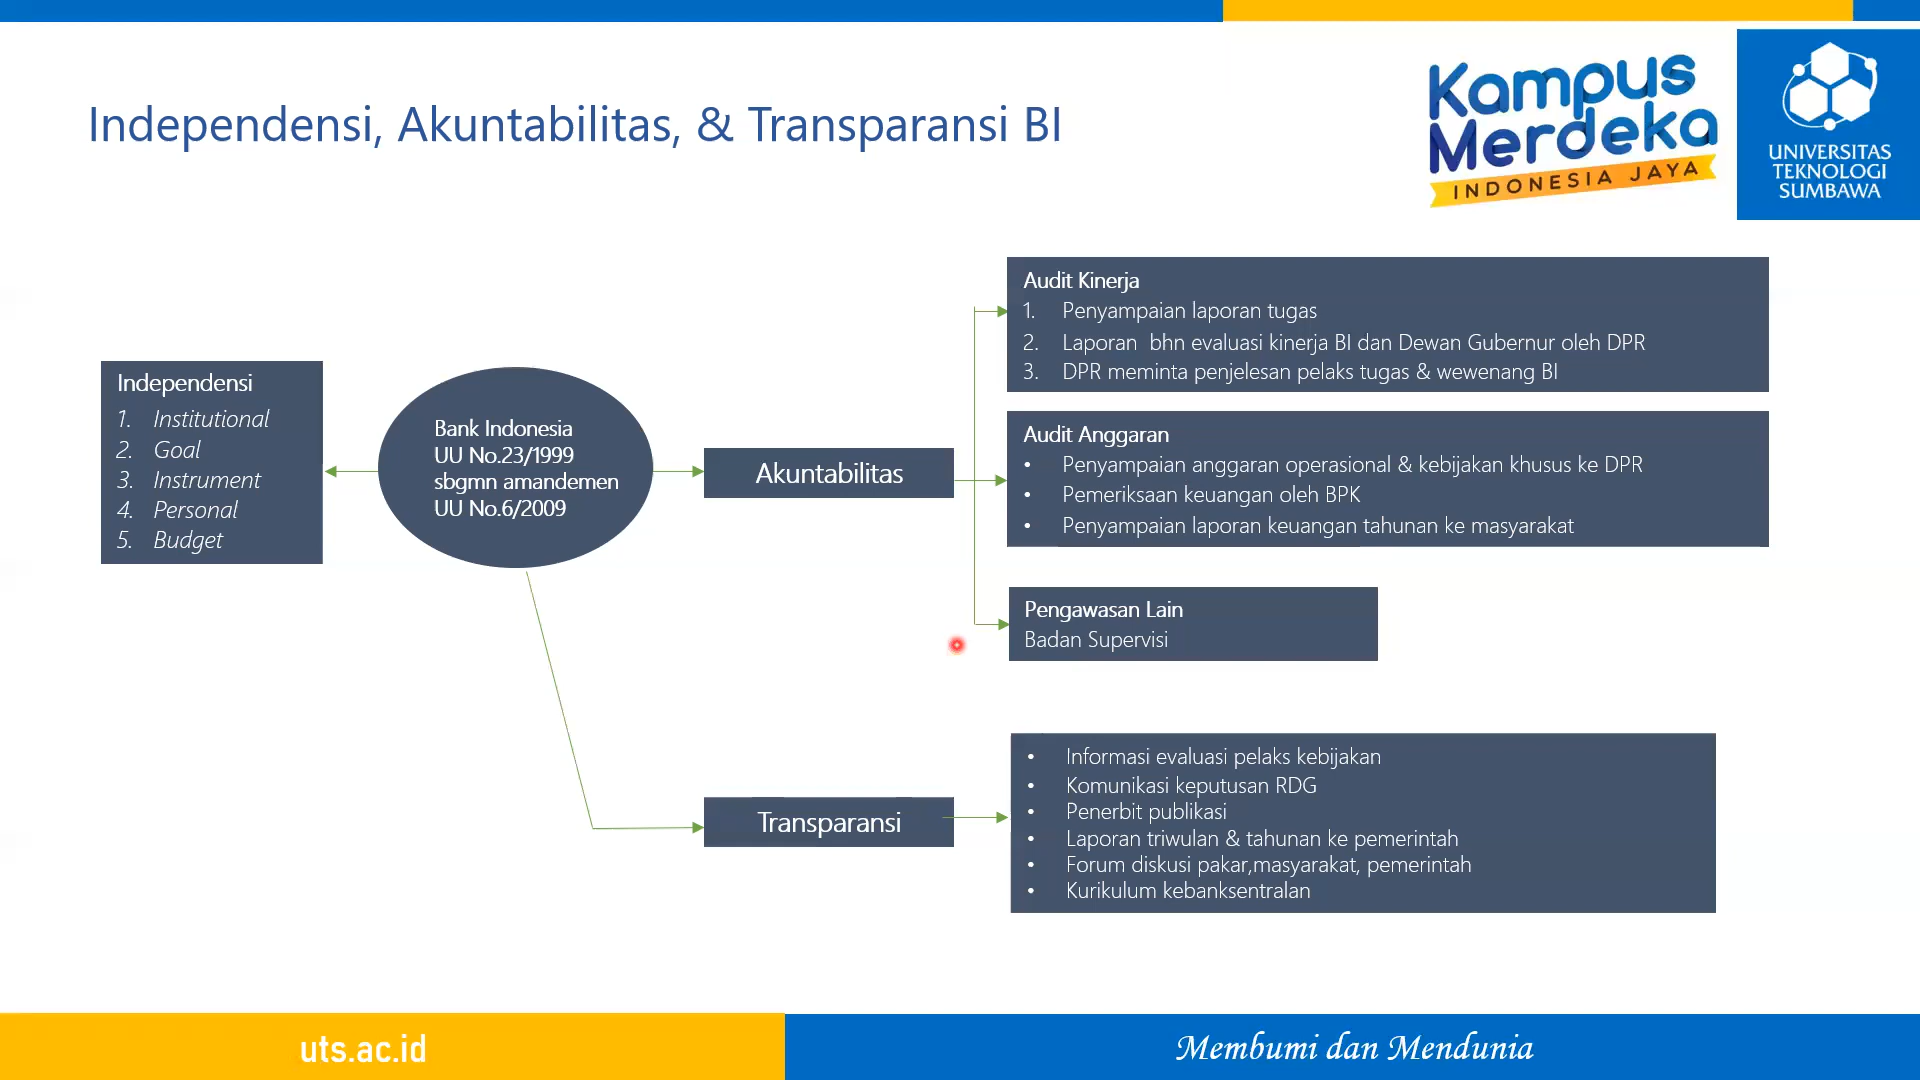 Independensi, Akuntabilitas, & Transparansi BI
Kampus
Merdeka
INDONESIA JAYA
UNIVERSITAS
TEKNOLOGI
SUMBAWA
Independensi
1. Institutional
2. Goal
3. Instrument
4. Personal
5. Budget
Bank Indonesia
UU No.23/1999
sbgmn amandemen
UU No.6/2009
Akuntabilitas
Audit Kinerja
1. Penyampaian laporan tugas
2. Laporan bhn evaluasi kinerja BI dan Dewan Gubernur oleh DPR
3. DPR meminta penjelesan pelaks tugas & wewenang BI
Audit Anggaran
• Penyampaian anggaran operasional & kebijakan khusus ke DPR
• Pemeriksaan keuangan oleh BPK
• Penyampaian laporan keuangan tahunan ke masyarakat
Pengawasan Lain
Badan Supervisi
Transparansi
• Informasi evaluasi pelaks kebijakan
• Komunikasi keputusan RDG
• Penerbit publikasi
• Laporan triwulan & tahunan ke pemerintah
• Forum diskusi pakar,masyarakat, pemerintah
• Kurikulum kebanksentralan
uts.ac.id
Membumi dan Mendunia